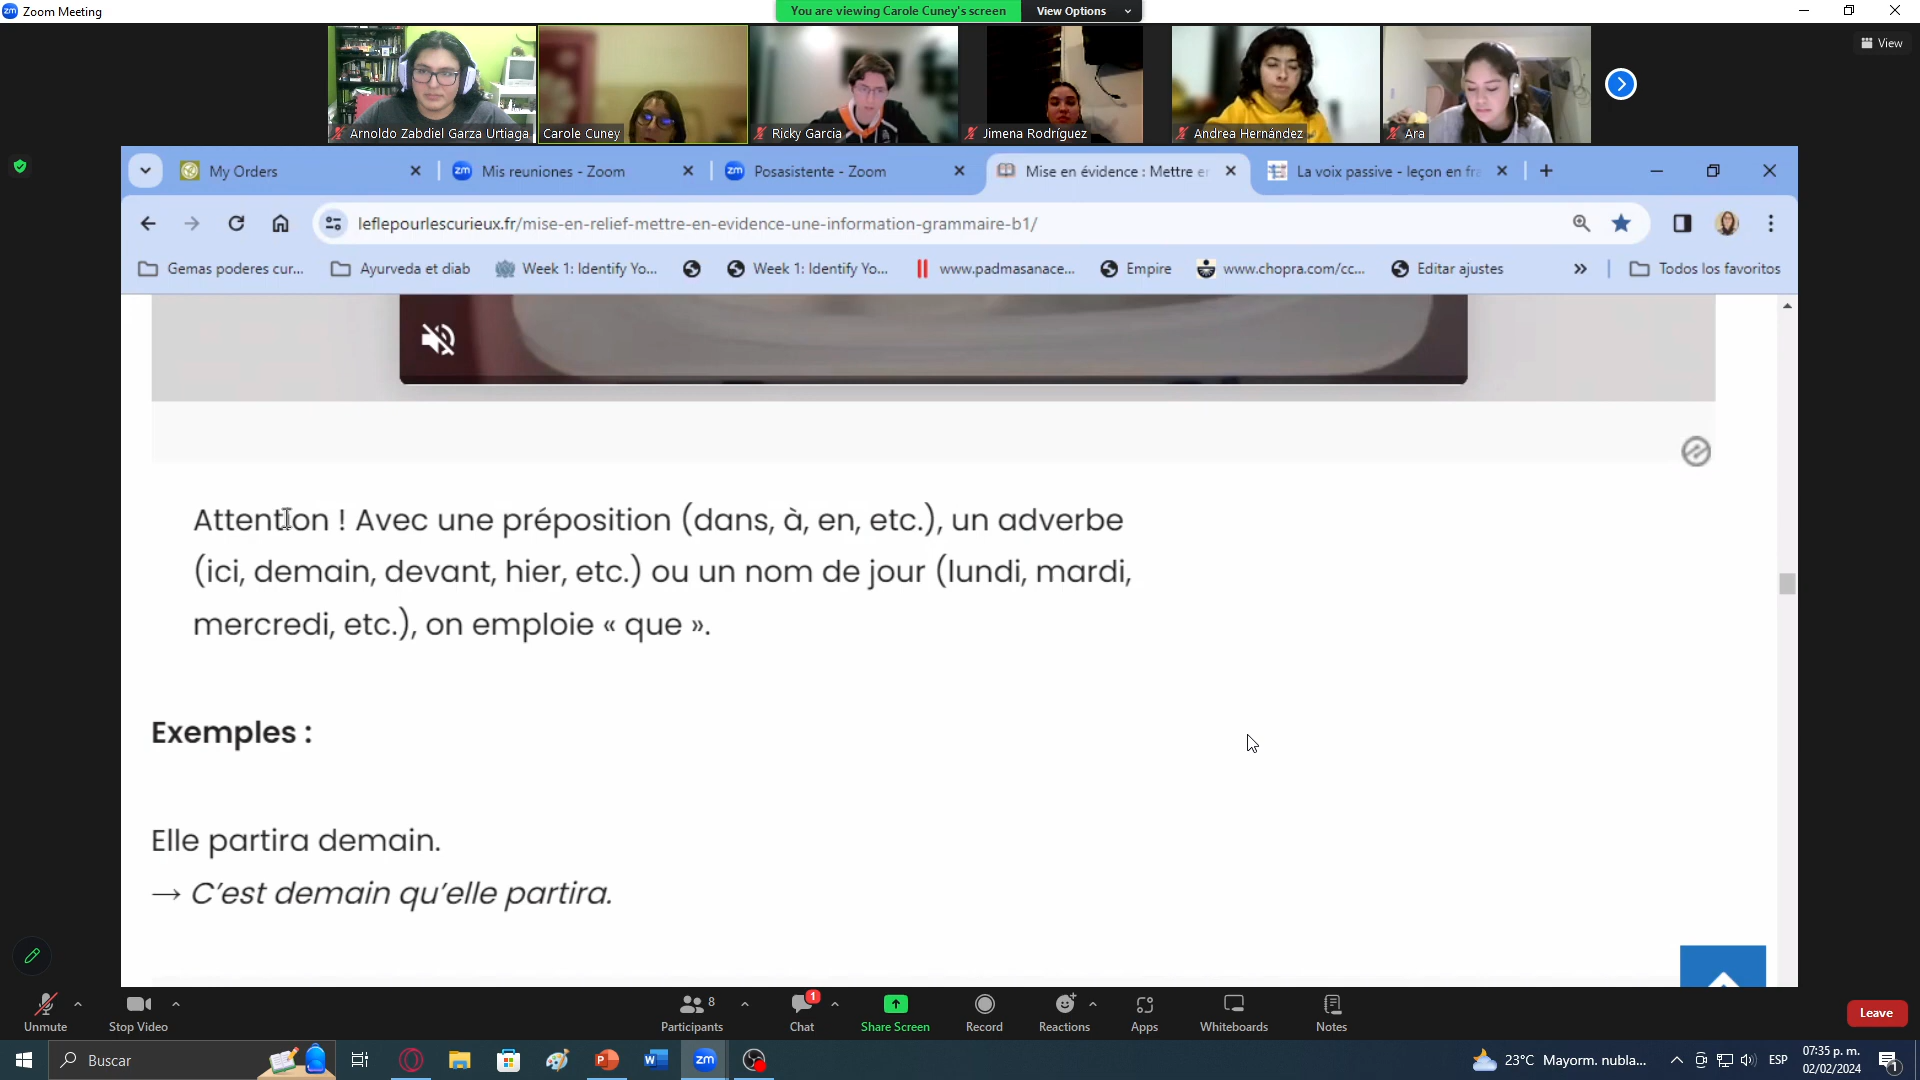 Zoom Meeting
You are viewing Carole Cuney's screen
View Options
View
Arnoldo Zabdiel Garza Urtiaga
Carole Cuney
Ricky Garcia
Jimena Rodríguez
Andrea Hernández
Ara
My Orders
Mis reuniones - Zoom
Posasistente - Zoom
Mise en évidence : Mettre en
La voix passive - leçon en fra
leflepourlescurieux.fr/mise-en-relief-mettre-en-evidence-une-information-grammaire-b1/
Gemas poderes cur...
Ayurveda et diab
Week 1: Identify Yo...
Week 1: Identify Yo...
www.padmasanace...
Empire
www.chopra.com/cc...
Editar ajustes
Todos los favoritos
Attention ! Avec une préposition (dans, à, en, etc.), un adverbe
(ici, demain, devant, hier, etc.) ou un nom de jour (lundi, mardi,
mercredi, etc.), on emploie « que ».
Exemples :
Elle partira demain.
→ C’est demain qu’elle partira.
Unmute
Stop Video
Participants
8
Chat
1
Share Screen
Record
Reactions
Apps
Whiteboards
Notes
Leave
Buscar
23°C Mayorm. nubla...
ESP
07:35 p. m.
02/02/2024
1